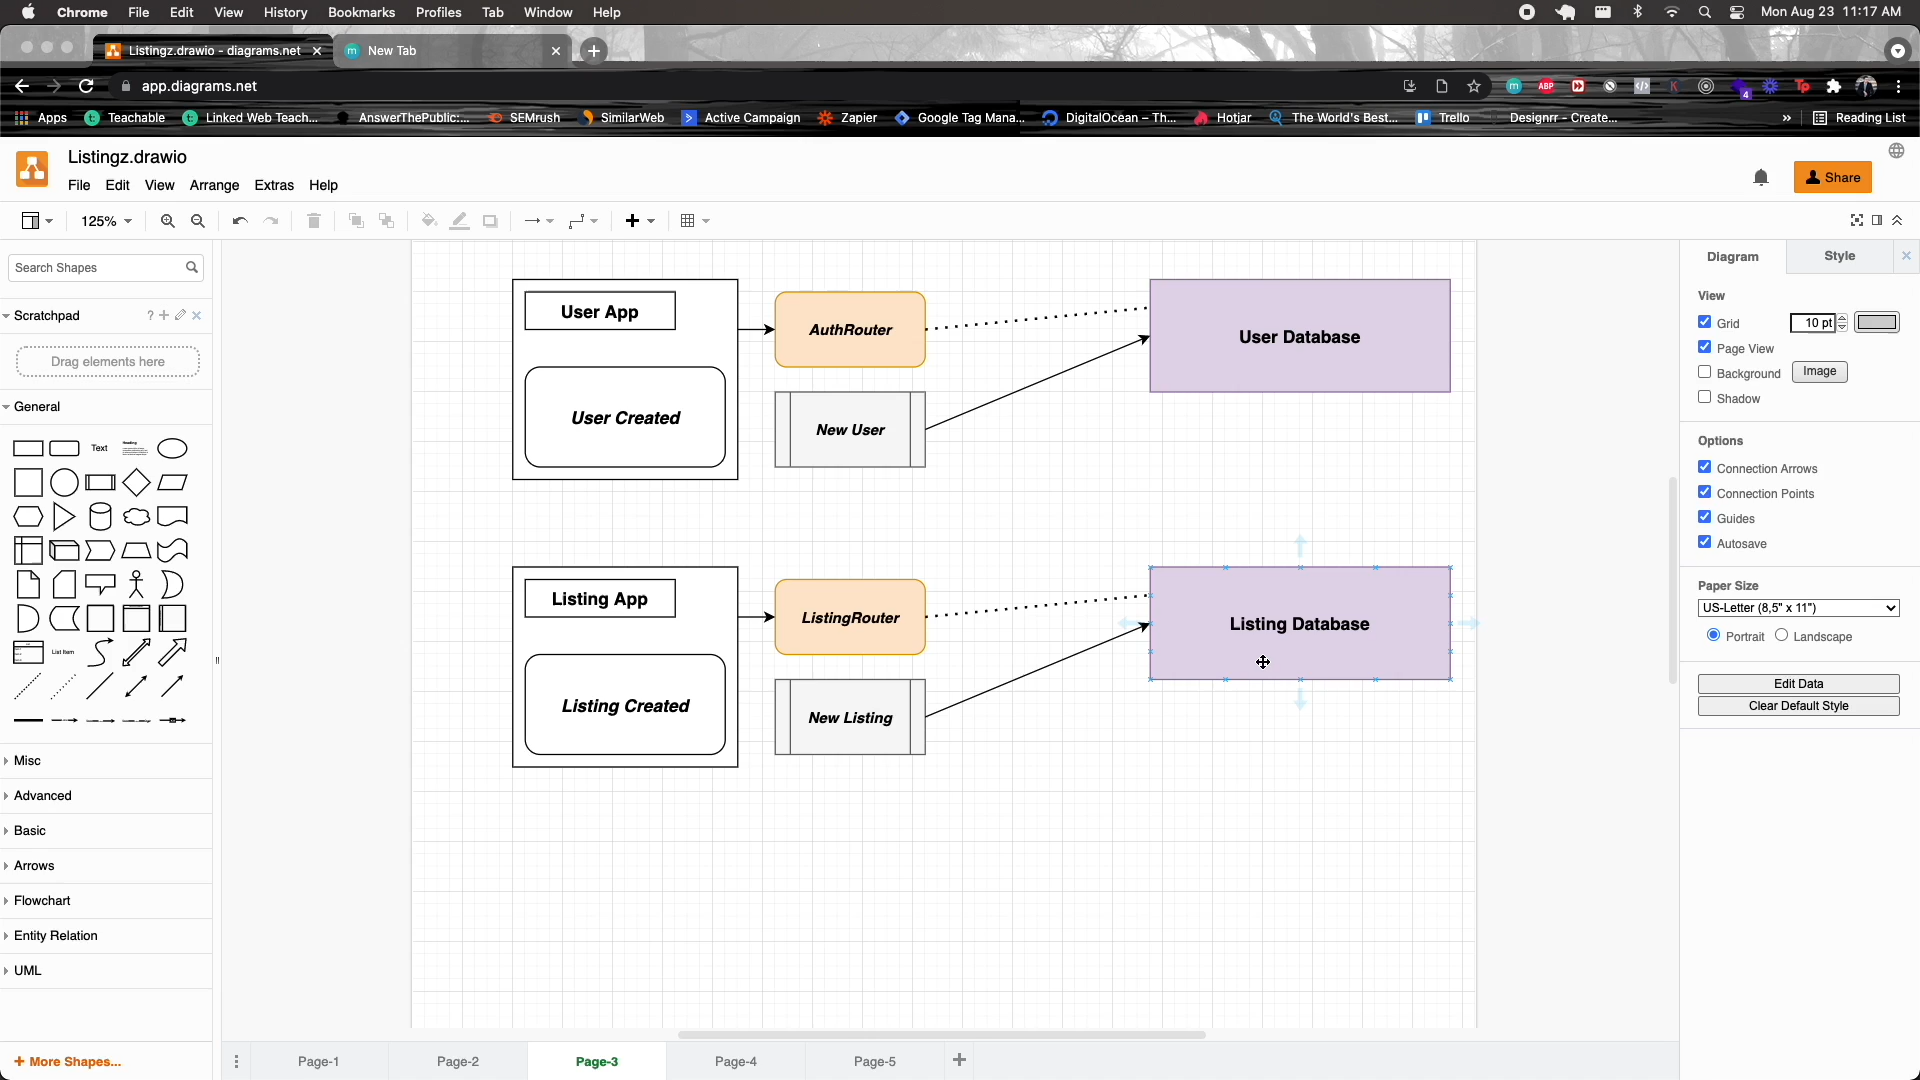 Chrome File Edit View History Bookmarks Profiles Tab Window Help Mon Aug 23 11:17 AM
Listingz.drawio - diagrams.net New Tab
app.diagrams.net
Apps Teachable Linked Web Teach... AnswerThePublic:... SEMrush SimilarWeb Active Campaign Zapier Google Tag Mana... DigitalOcean – Th... Hotjar The World's Best... Trello Designrr - Create... » Reading List
Listingz.drawio
File Edit View Arrange Extras Help
Share
125%
Search Shapes
Scratchpad
Drag elements here
General
Text
Heading
List Item
Misc
Advanced
Basic
Arrows
Flowchart
Entity Relation
UML
+ More Shapes...
User App
User Created
AuthRouter
New User
User Database
Listing App
Listing Created
ListingRouter
New Listing
Listing Database
Diagram Style
View
Grid 10 pt
Page View
Background Image
Shadow
Options
Connection Arrows
Connection Points
Guides
Autosave
Paper Size
US-Letter (8,5" x 11")
Portrait Landscape
Edit Data
Clear Default Style
Page-1 Page-2 Page-3 Page-4 Page-5